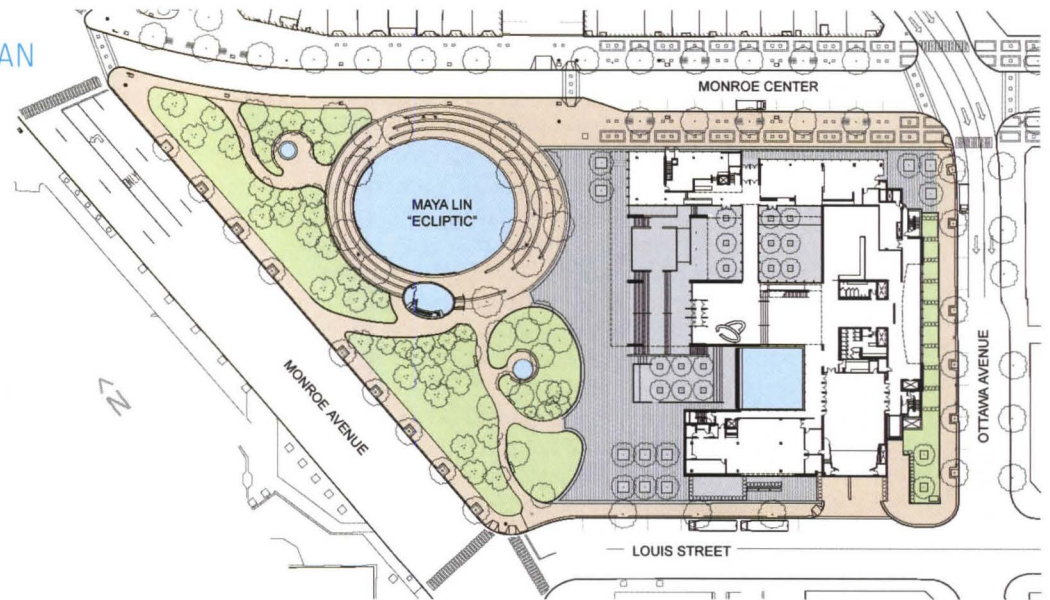 AN
MONROE CENTER
MAYA LIN
"ECLIPTIC"
MONROE AVENUE
OTTAWA AVENUE
N
LOUIS STREET